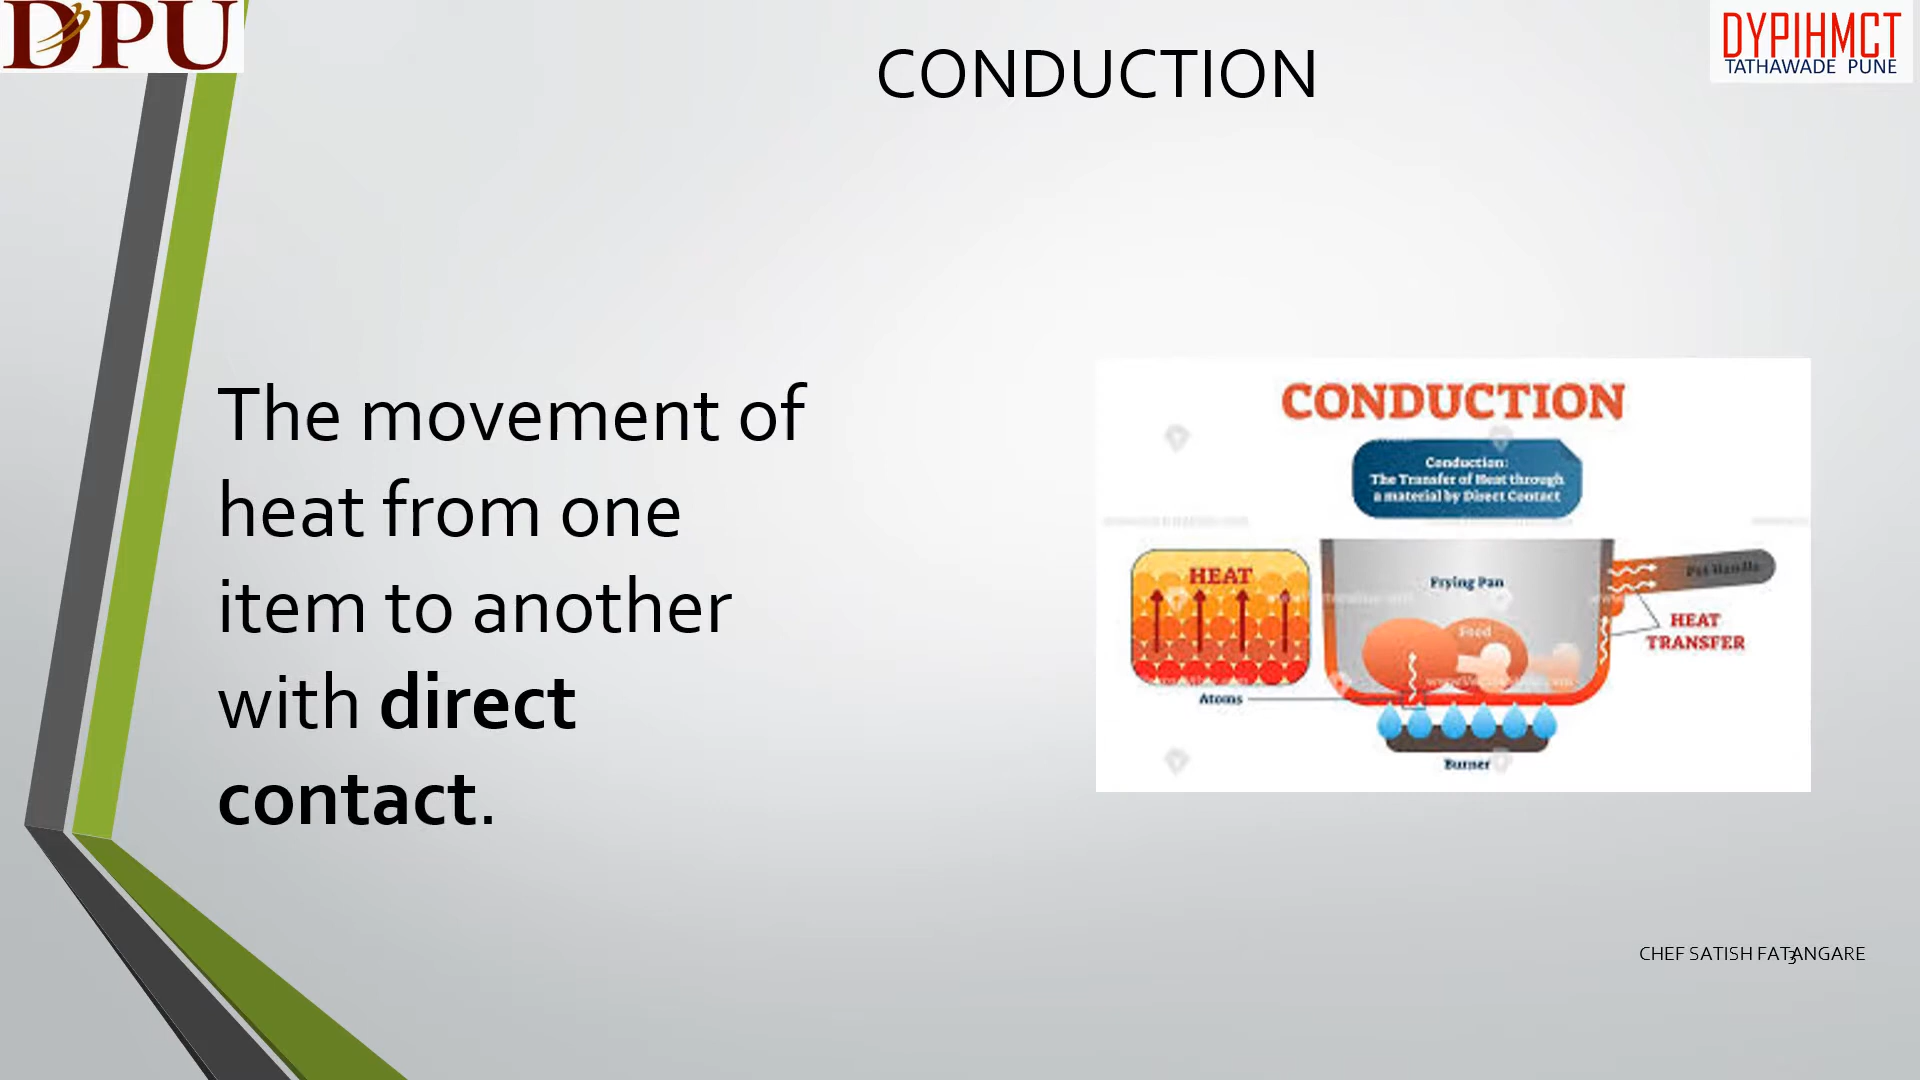 DPU
CONDUCTION
DYPIHMCT
TATHAWADE PUNE
The movement of
heat from one
item to another
with direct
contact.
CONDUCTION
Conduction:
The Transfer of Heat through
a material by Direct Contact
HEAT
Frying Pan
Pot Handle
Food
HEAT
TRANSFER
Atoms
Burner
CHEF SATISH FATANGARE
3